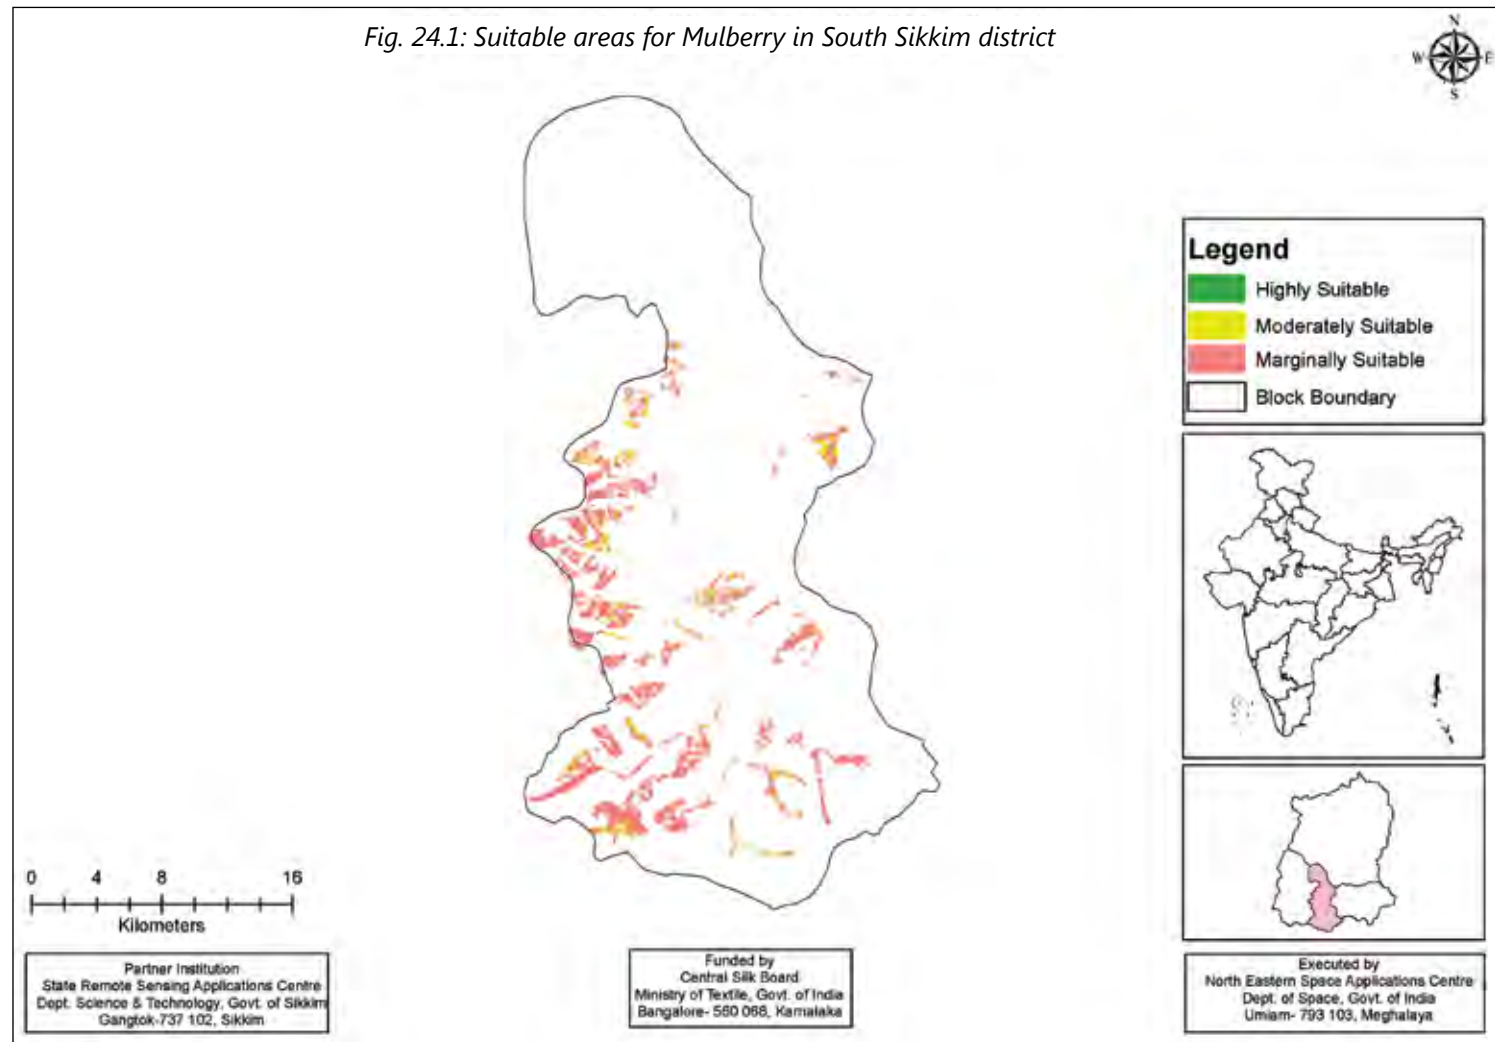 Fig. 24.1: Suitable areas for Mulberry in South Sikkim district
N
W E
S
Legend
Highly Suitable
Moderately Suitable
Marginally Suitable
Block Boundary
0 4 8 16
Kilometers
Partner Institution
State Remote Sensing Applications Centre
Dept. Science & Technology, Govt. of Sikkim
Gangtok-737 102, Sikkim
Funded by
Central Silk Board
Ministry of Textile, Govt. of India
Bangalore- 560 068, Karnataka
Executed by
North Eastern Space Applications Centre
Dept. of Space, Govt. of India
Umiam- 793 103, Meghalaya